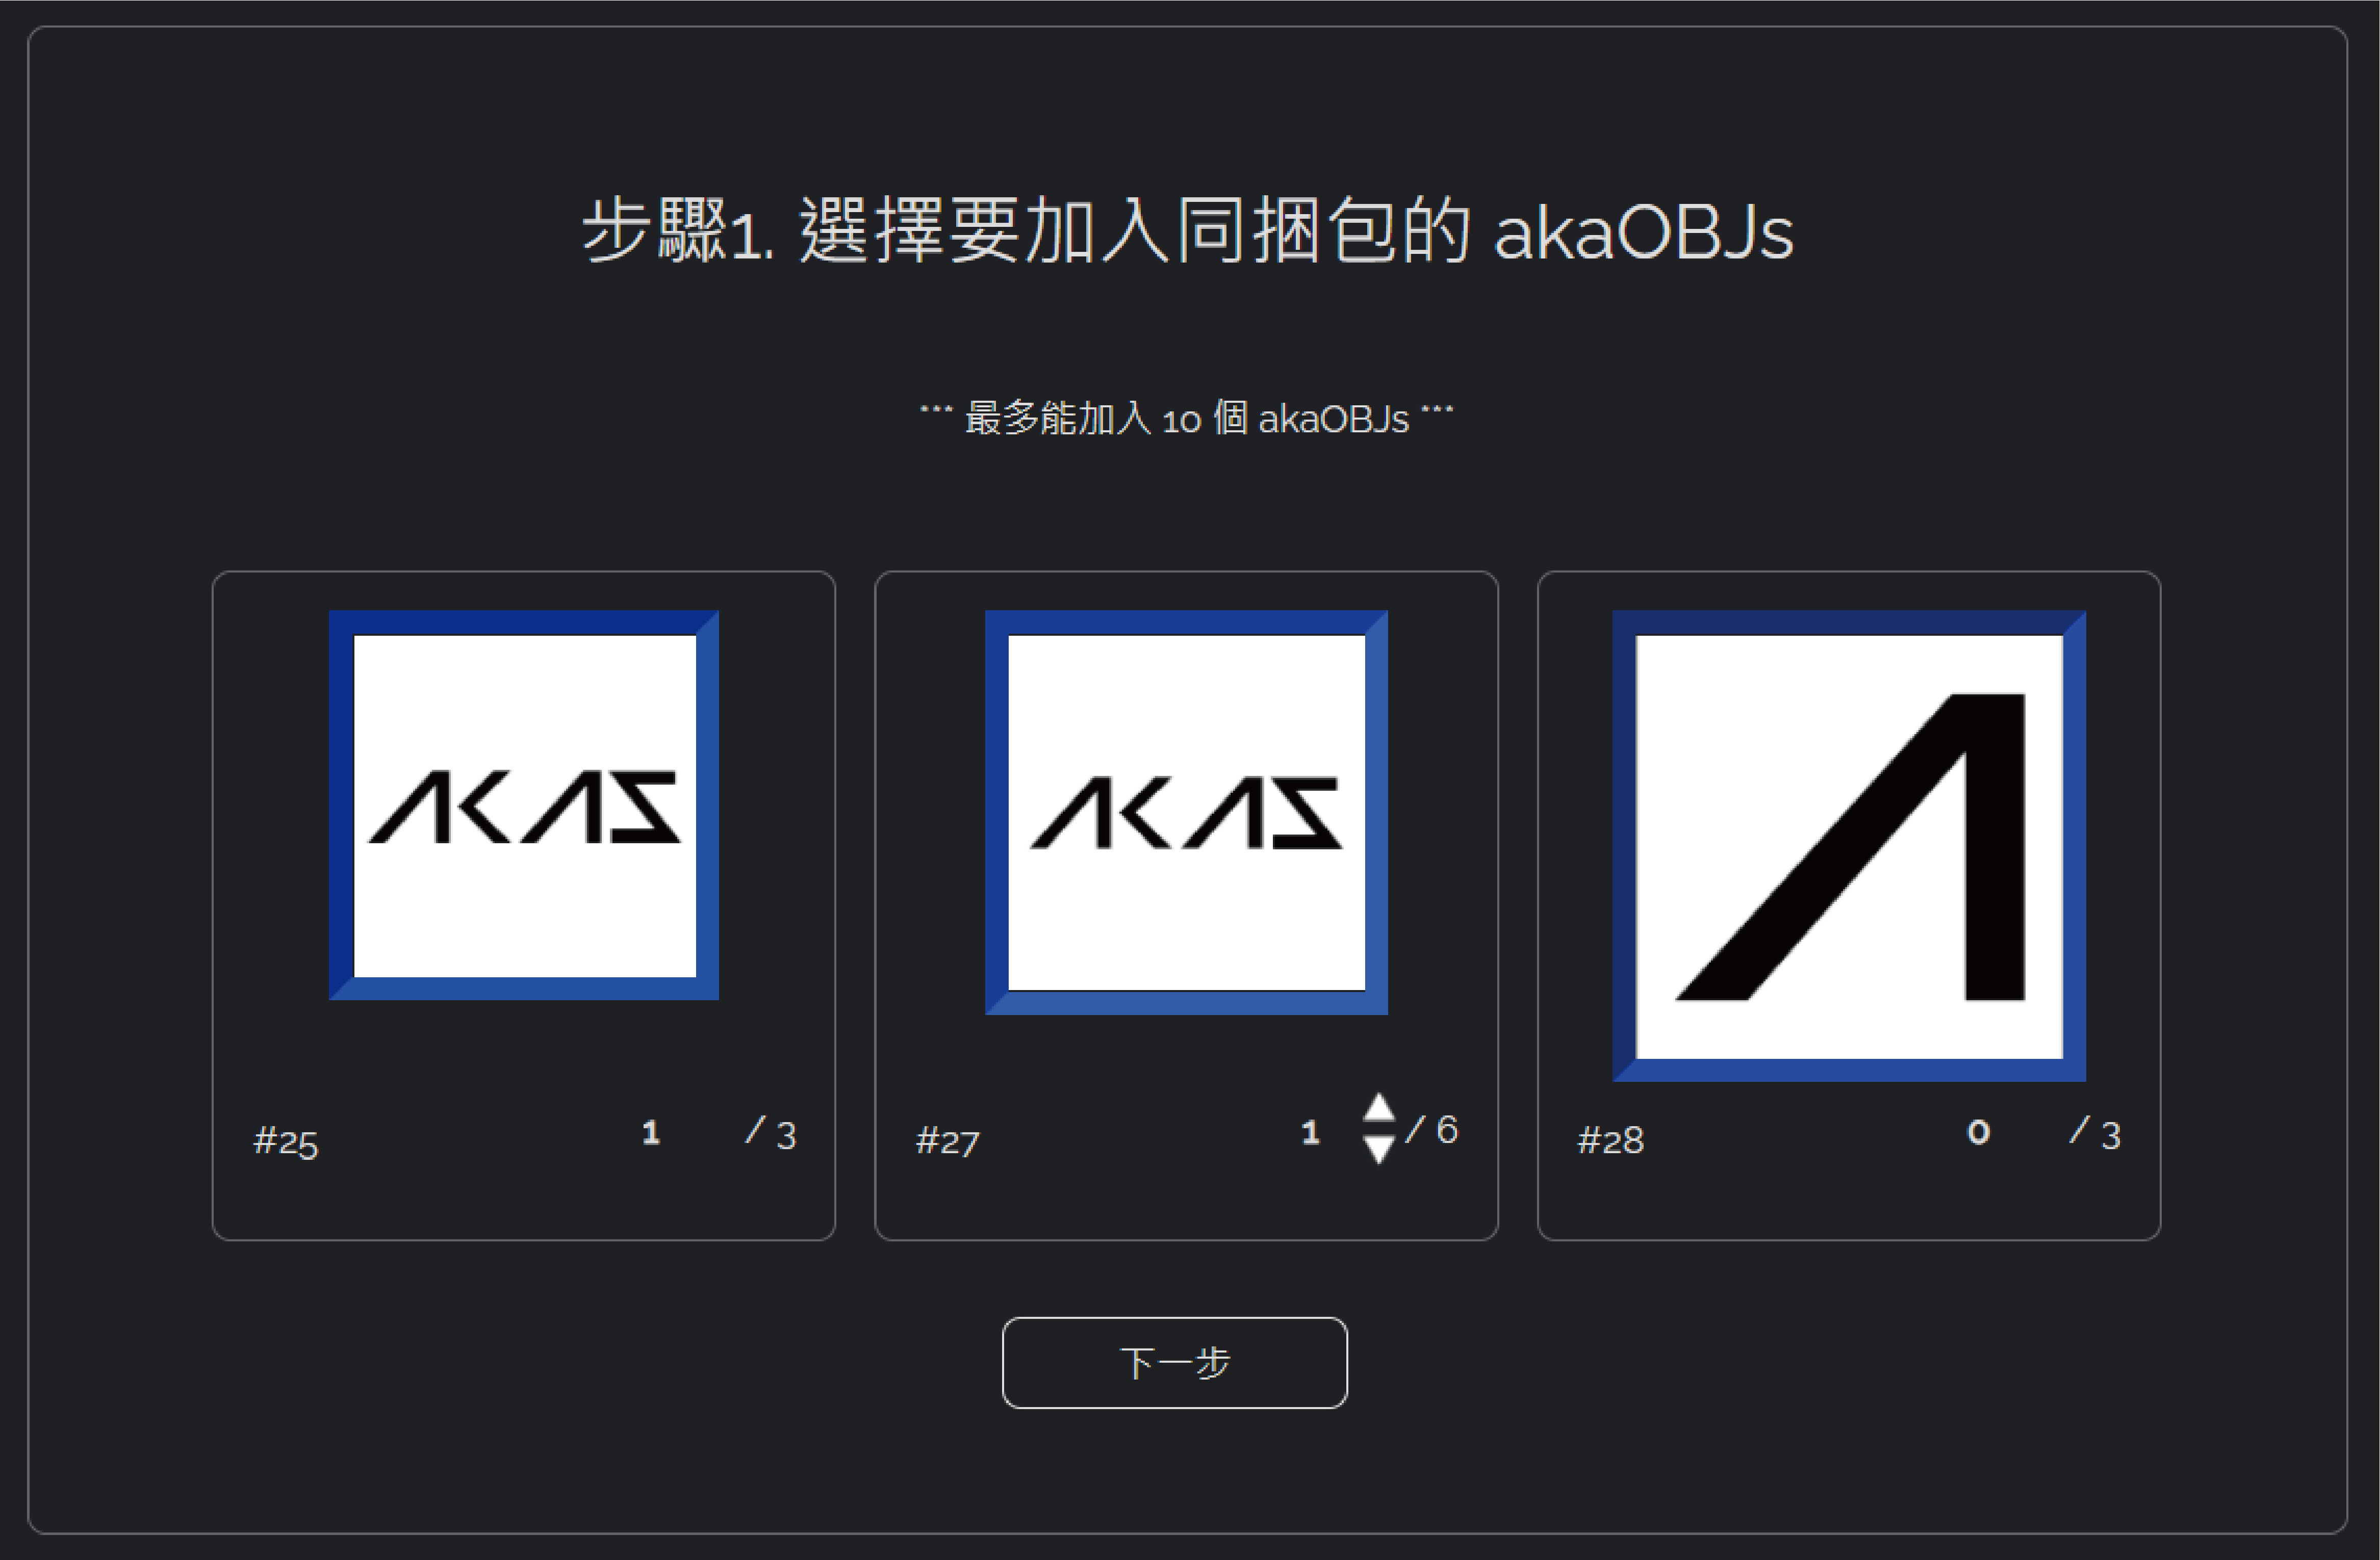 步驟1. 選擇要加入同捆包的 akaOBJs
*** 最多能加入 10 個 akaOBJs ***
AKAS
AKAS
#25 1 / 3
#27 1 / 6
#28 0 / 3
下一步